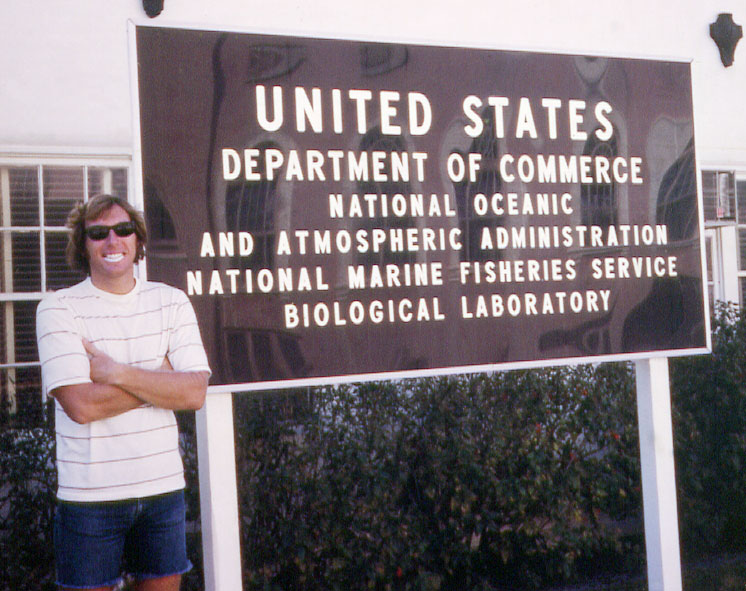 UNITED STATES
DEPARTMENT OF COMMERCE
NATIONAL OCEANIC
AND ATMOSPHERIC ADMINISTRATION
NATIONAL MARINE FISHERIES SERVICE
BIOLOGICAL LABORATORY